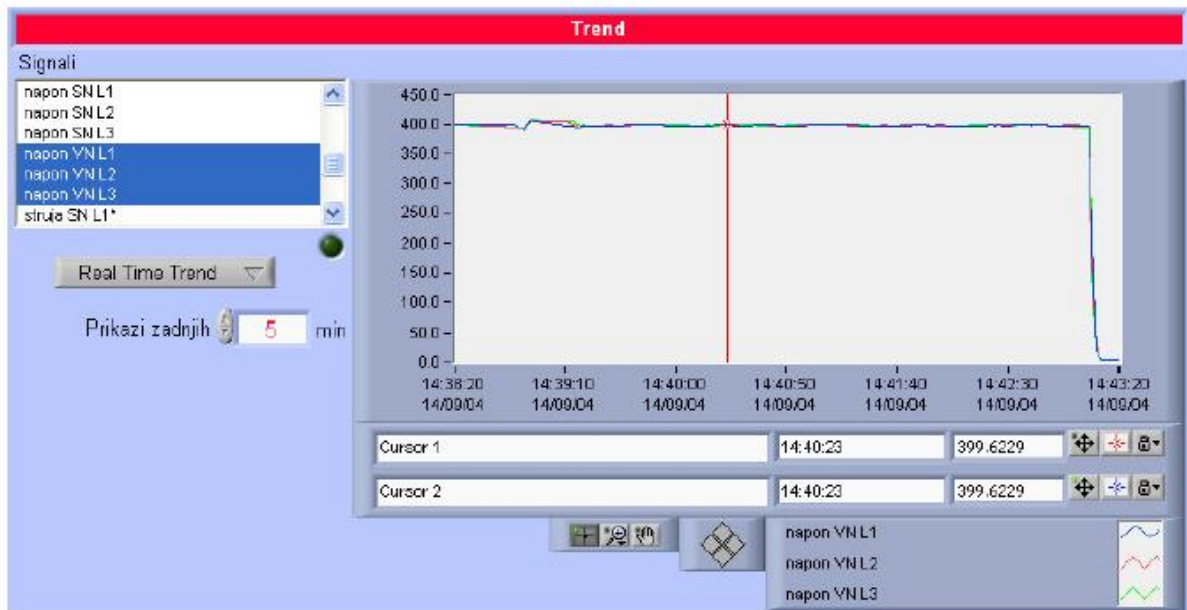 Trend
Signali
napon SN L1
napon SN L2
napon SN L3
napon VN L1
napon VN L2
napon VN L3
struja SN L1*
Real Time Trend
Prikazi zadnjih 5 min
450.0
400.0
350.0
300.0
250.0
200.0
150.0
100.0
50.0
0.0
14:38:20 14:39:10 14:40:00 14:40:50 14:41:40 14:42:30 14:43:20
14/09/04 14/09/04 14/09/04 14/09/04 14/09/04 14/09/04 14/09/04
Cursor 1 14:40:23 399.6229
Cursor 2 14:40:23 399.6229
napon VN L1
napon VN L2
napon VN L3